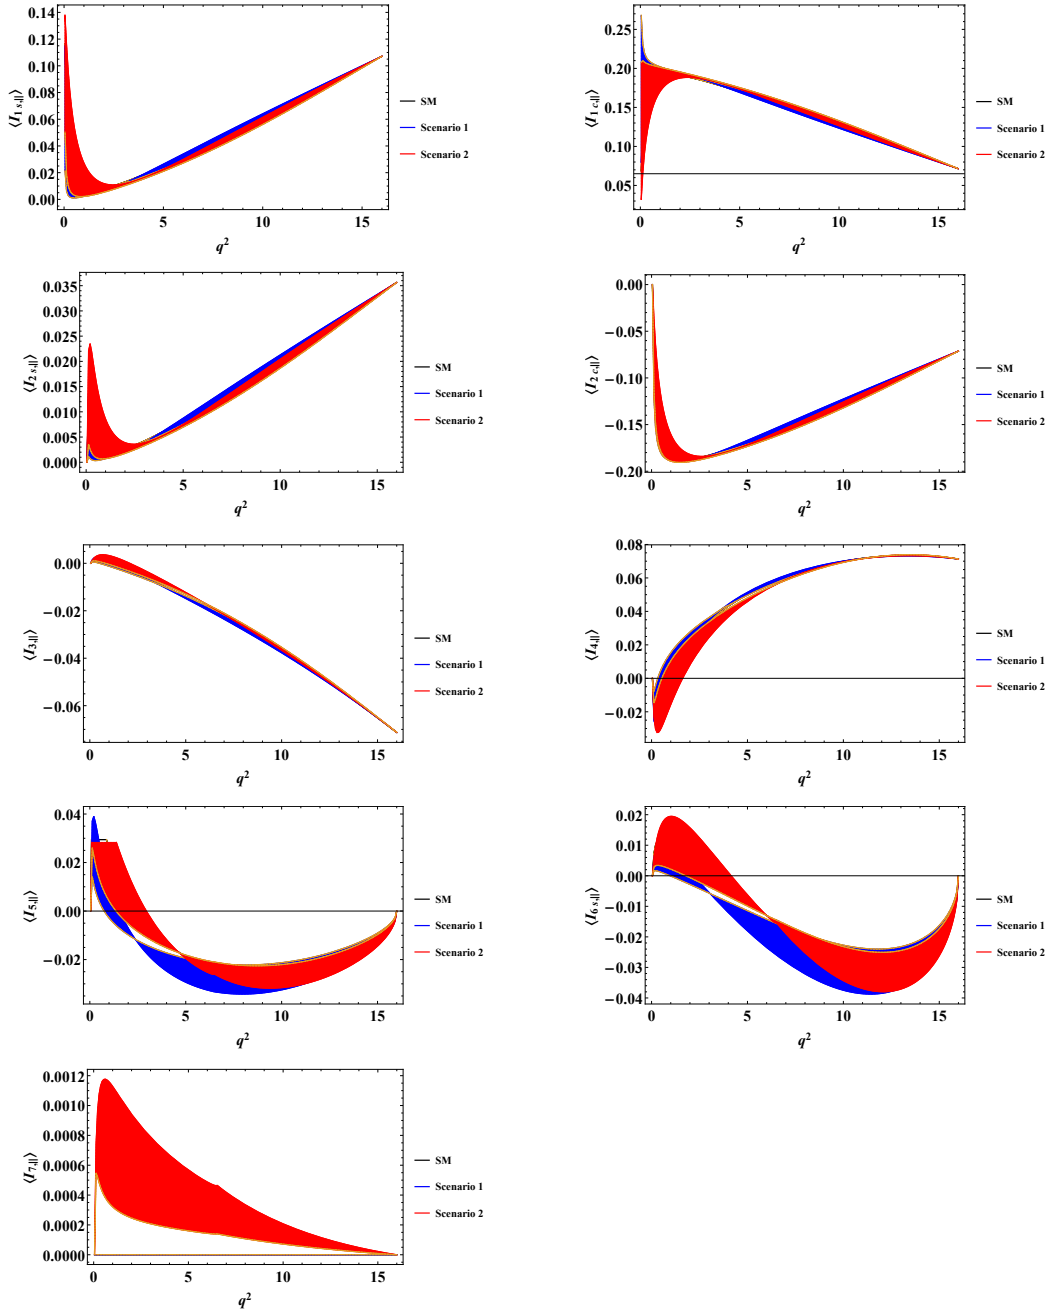 0.14
0.12
0.10
0.08
0.06
0.04
0.02
0.00
⟨I1 s,||⟩
0 5 10 15
q²
SM
Scenario 1
Scenario 2
0.25
0.20
0.15
0.10
0.05
⟨I1 c,||⟩
0 5 10 15
q²
SM
Scenario 1
Scenario 2
0.035
0.030
0.025
0.020
0.015
0.010
0.005
0.000
⟨I2 s,||⟩
0 5 10 15
q²
SM
Scenario 1
Scenario 2
0.00
−0.05
−0.10
−0.15
−0.20
⟨I2 c,||⟩
0 5 10 15
q²
SM
Scenario 1
Scenario 2
0.00
−0.02
−0.04
−0.06
⟨I3,||⟩
0 5 10 15
q²
SM
Scenario 1
Scenario 2
0.08
0.06
0.04
0.02
0.00
−0.02
⟨I4,||⟩
0 5 10 15
q²
SM
Scenario 1
Scenario 2
0.04
0.02
0.00
−0.02
⟨I5,||⟩
0 5 10 15
q²
SM
Scenario 1
Scenario 2
0.02
0.01
0.00
−0.01
−0.02
−0.03
−0.04
⟨I6 s,||⟩
0 5 10 15
q²
SM
Scenario 1
Scenario 2
0.0012
0.0010
0.0008
0.0006
0.0004
0.0002
0.0000
⟨I7,||⟩
0 5 10 15
q²
SM
Scenario 1
Scenario 2